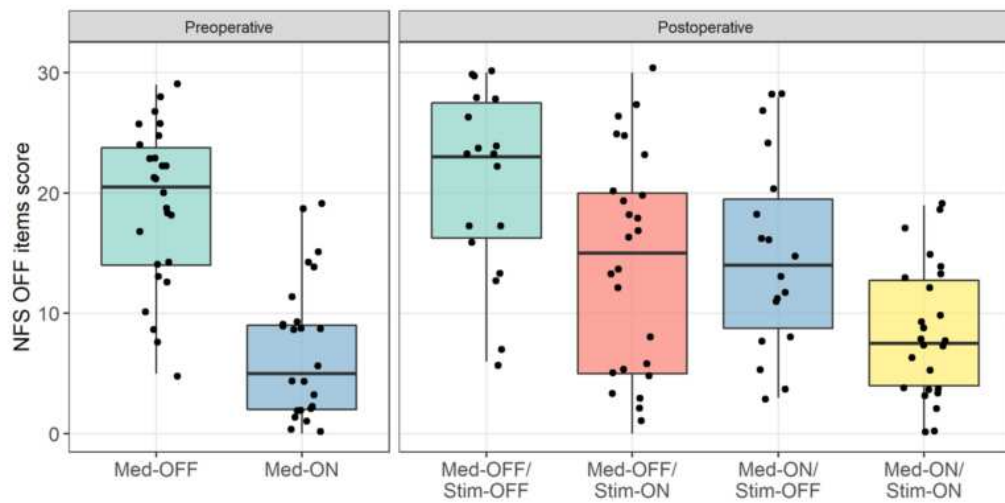 Preoperative
Postoperative
NFS OFF items score
30
20
10
0
Med-OFF
Med-ON
Med-OFF/
Stim-OFF
Med-OFF/
Stim-ON
Med-ON/
Stim-OFF
Med-ON/
Stim-ON